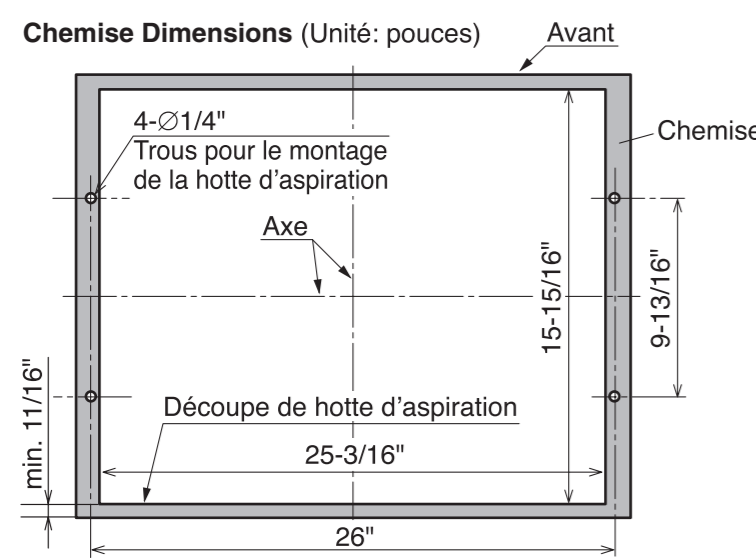 Chemise Dimensions (Unité: pouces)
Avant
4-∅1/4"
Trous pour le montage
de la hotte d'aspiration
Chemise
Axe
15-15/16"
9-13/16"
min. 11/16"
Découpe de hotte d'aspiration
25-3/16"
26"